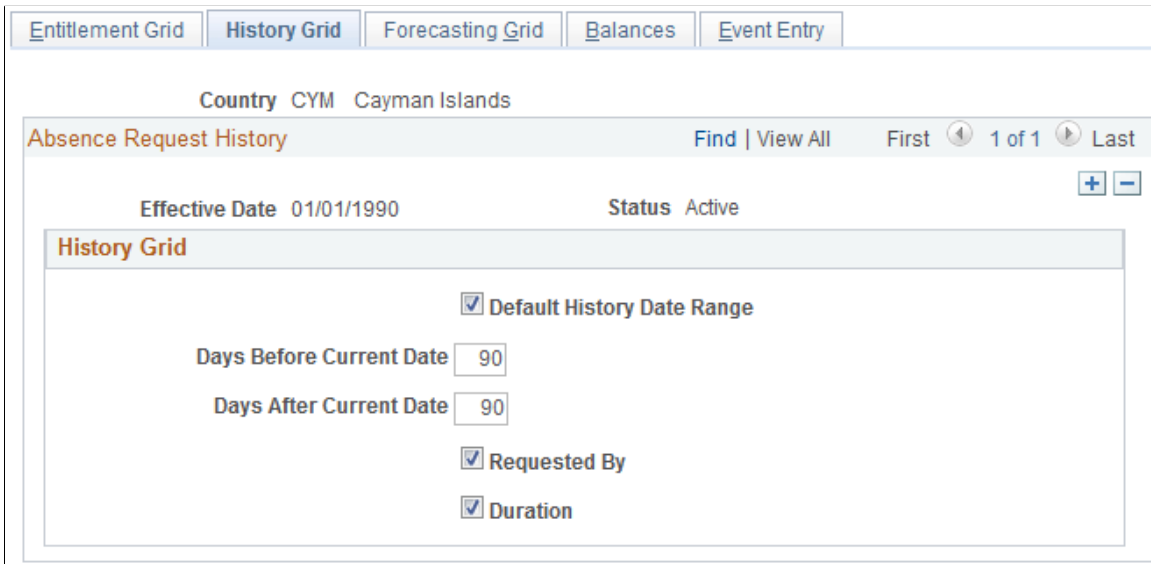 Entitlement Grid History Grid Forecasting Grid Balances Event Entry
Country CYM Cayman Islands
Absence Request History Find | View All First 1 of 1 Last
Effective Date 01/01/1990 Status Active
History Grid
Default History Date Range
Days Before Current Date 90
Days After Current Date 90
Requested By
Duration